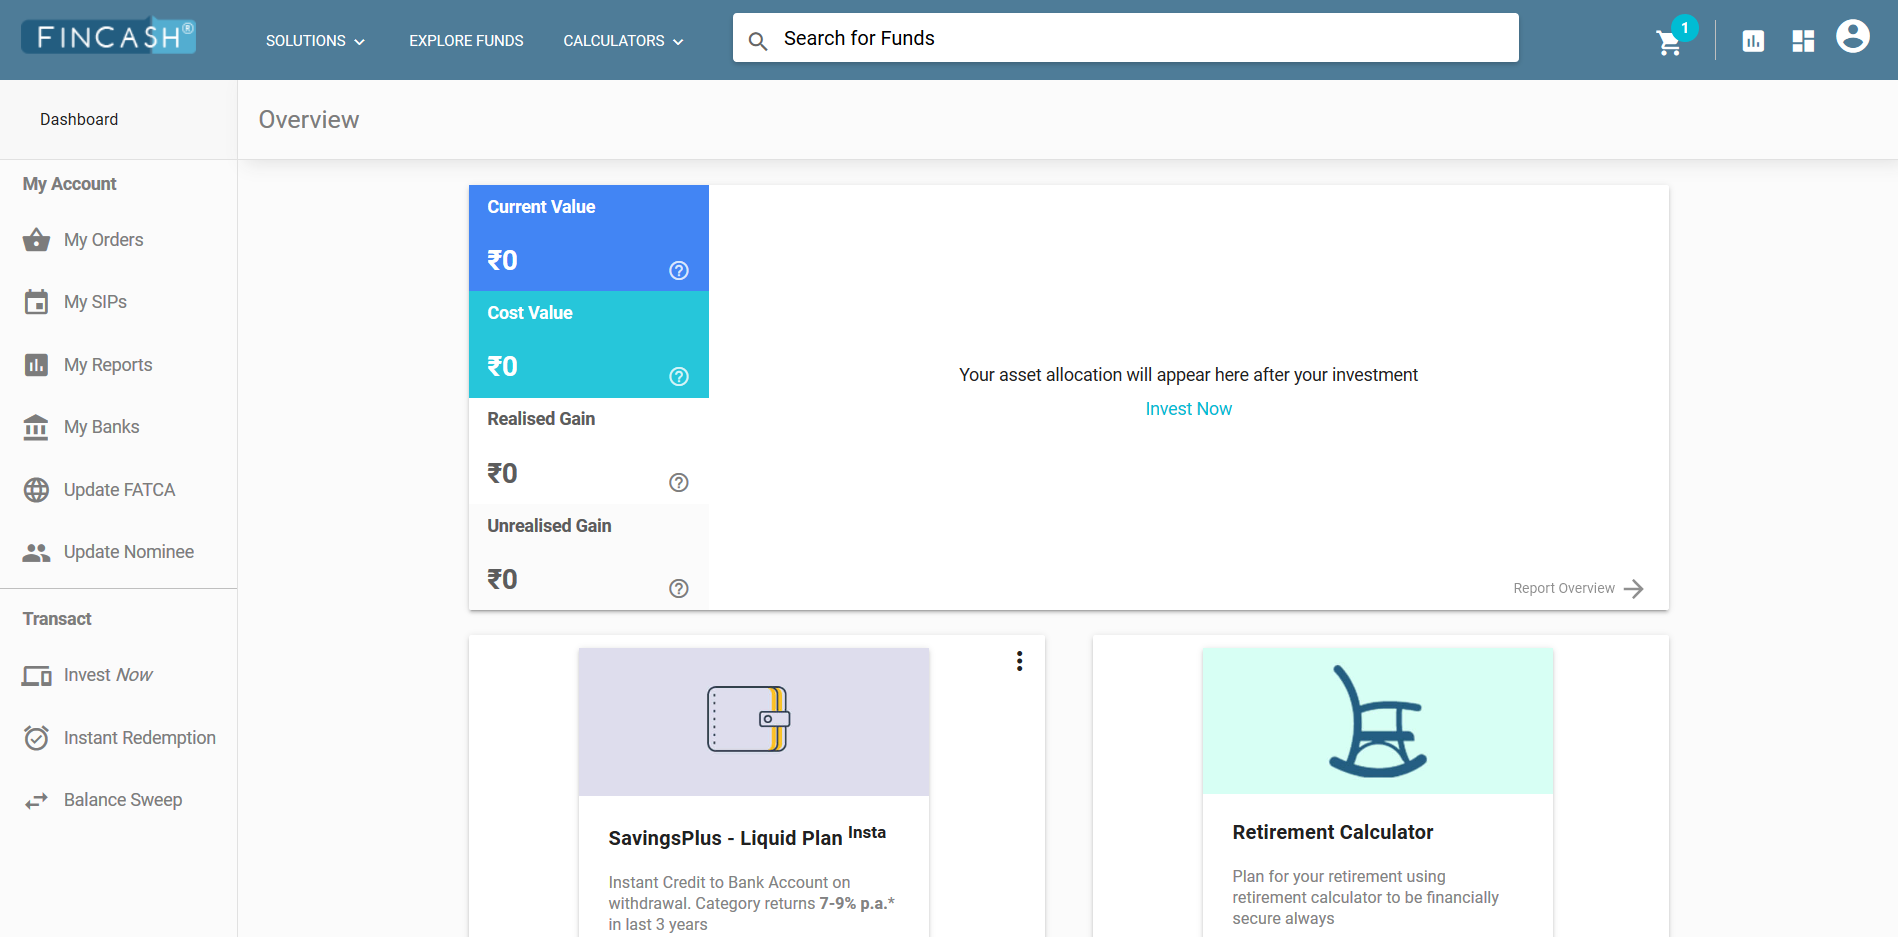 FINCASH®
SOLUTIONS
EXPLORE FUNDS
CALCULATORS
Search for Funds
1
Dashboard
Overview
My Account
My Orders
My SIPs
My Reports
My Banks
Update FATCA
Update Nominee
Transact
Invest Now
Instant Redemption
Balance Sweep
Current Value
₹0
Cost Value
₹0
Realised Gain
₹0
Unrealised Gain
₹0
Your asset allocation will appear here after your investment
Invest Now
Report Overview
SavingsPlus - Liquid Plan Insta
Instant Credit to Bank Account on
withdrawal. Category returns 7-9% p.a.*
in last 3 years
Retirement Calculator
Plan for your retirement using
retirement calculator to be financially
secure always